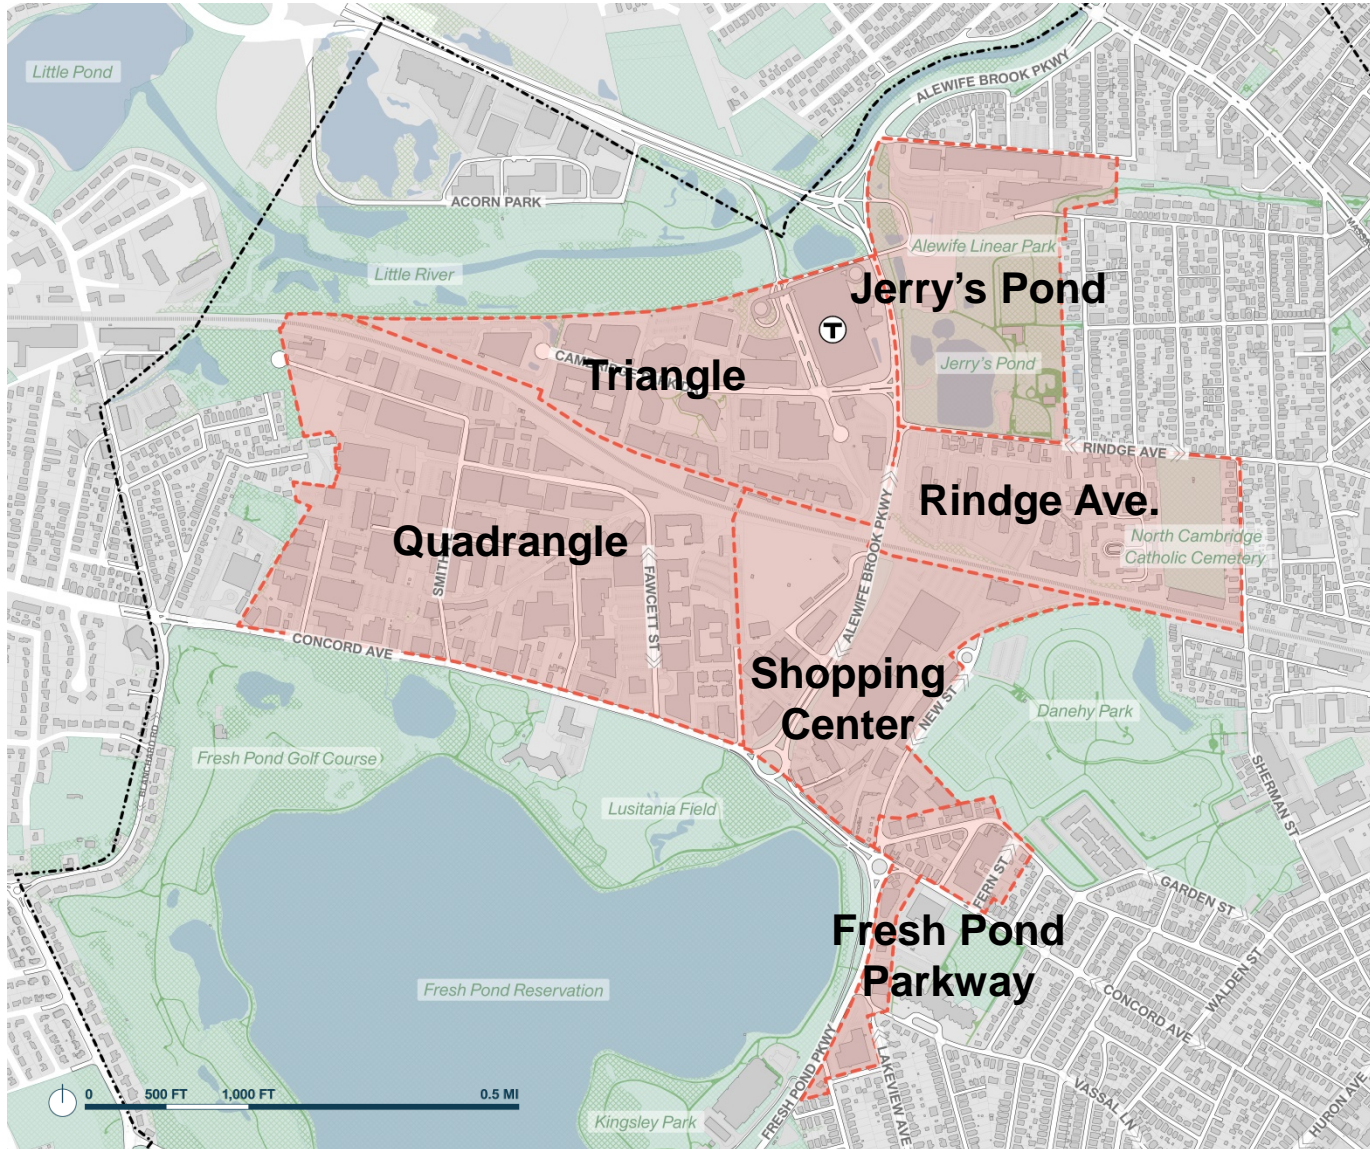 Little Pond
ALEWIFE BROOK PKWY
ACORN PARK
Little River
Alewife Linear Park
Jerry's Pond
T
Jerry's Pond
Triangle
RINDGE AVE
Rindge Ave.
North Cambridge
Catholic Cemetery
Quadrangle
SMITH
FAWCETT ST
ALEWIFE BROOK PKWY
CONCORD AVE
Shopping
Center
NEW ST
Danehy Park
BLANCHARD RD
Fresh Pond Golf Course
Lusitania Field
SHERMAN ST
FERN ST
GARDEN ST
Fresh Pond
Parkway
WALDEN ST
CONCORD AVE
Fresh Pond Reservation
FRESH POND PKWY
LAKEVIEW AVE
VASSAL LN
HURON AVE
Kingsley Park
0 500 FT 1,000 FT 0.5 MI